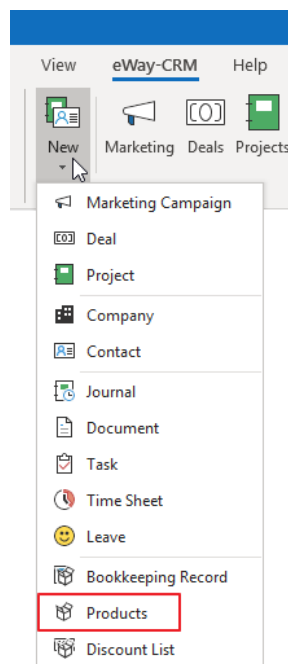 View eWay-CRM Help
New Marketing Deals Projects
Marketing Campaign
Deal
Project
Company
Contact
Journal
Document
Task
Time Sheet
Leave
Bookkeeping Record
Products
Discount List